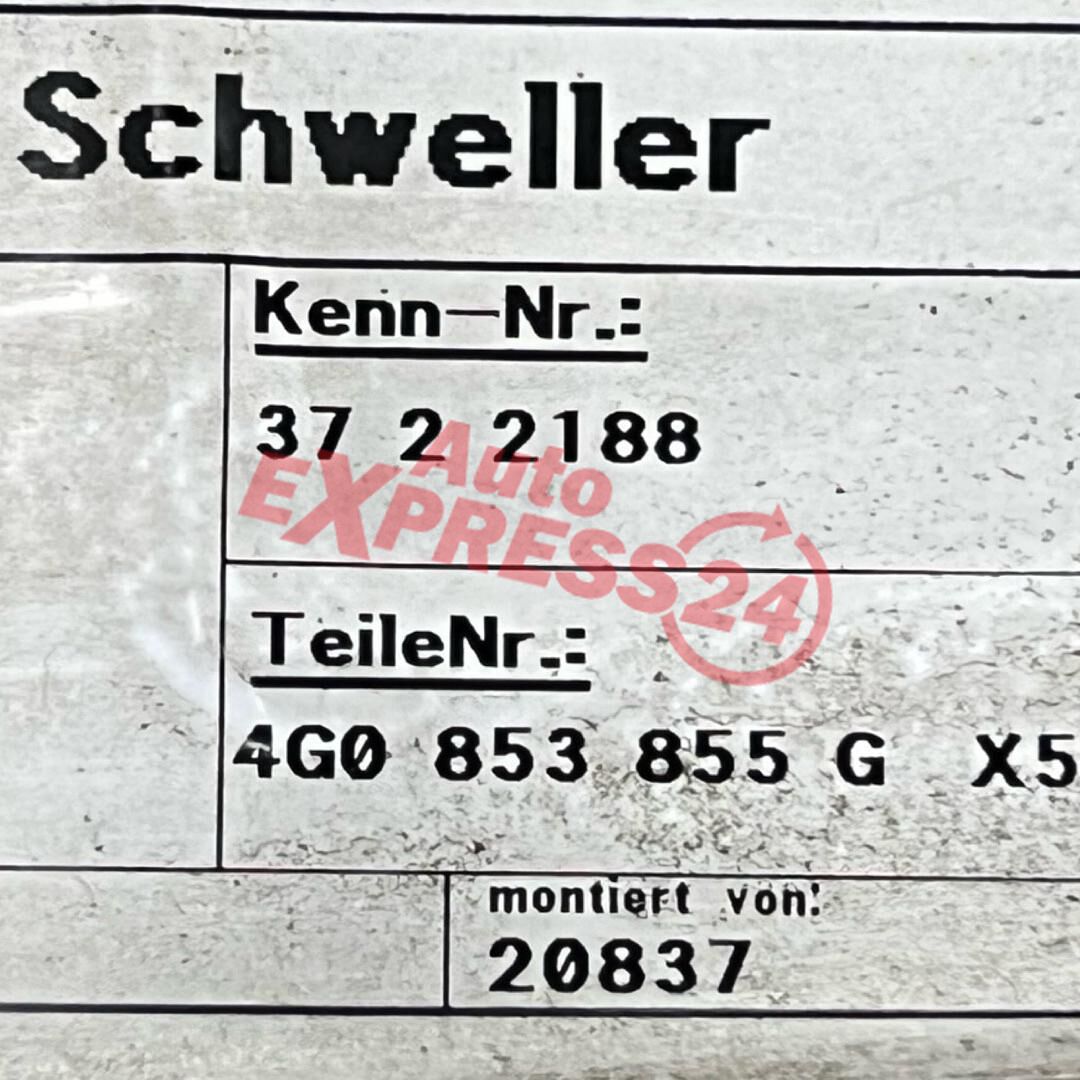 Schweller
Kenn-Nr.:
37 2 2188
Auto
EXPRESS24
TeileNr.:
4G0 853 855 G X5
montiert von:
20837